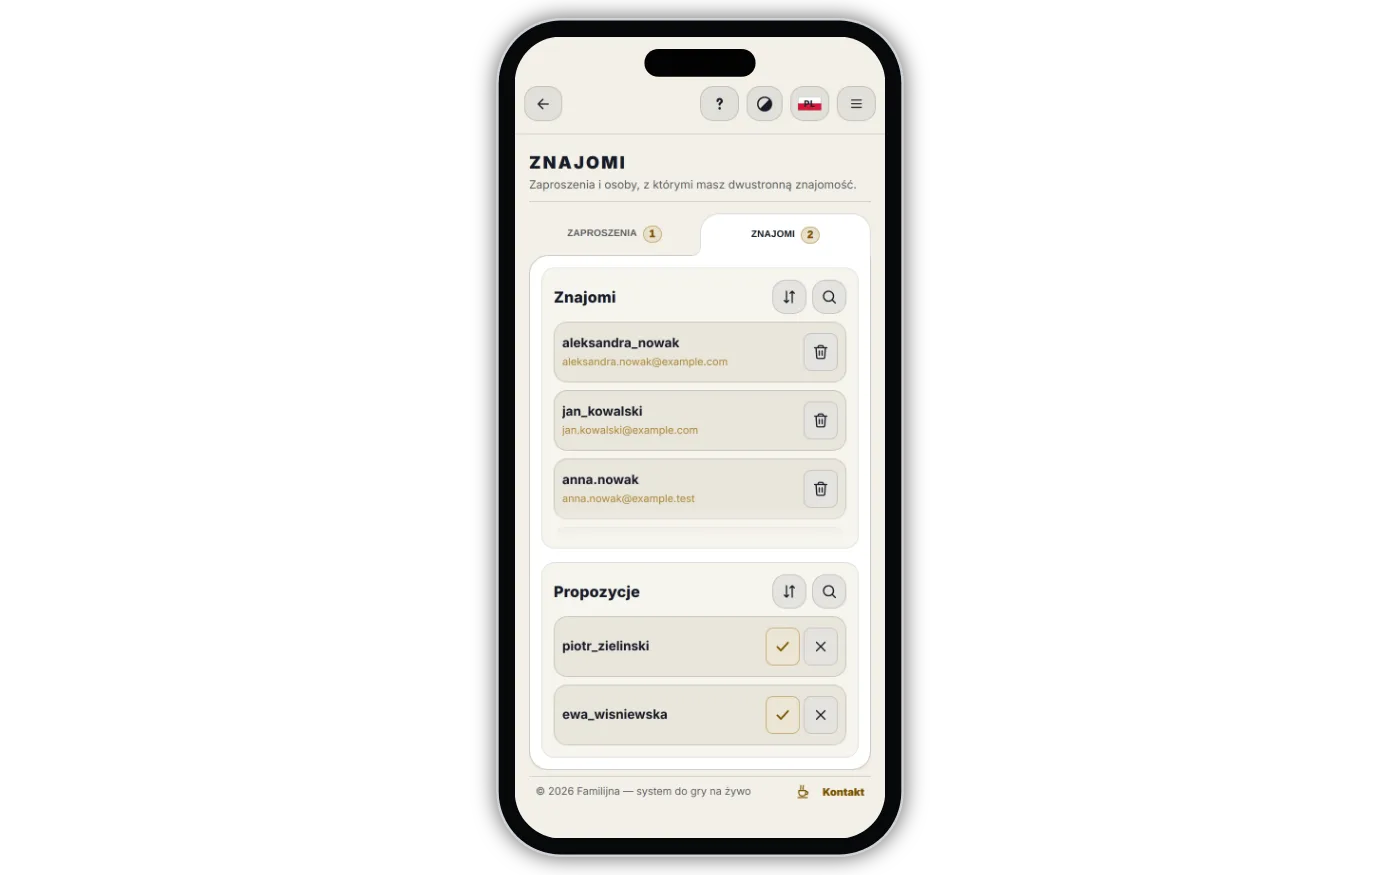 ?
PL
ZNAJOMI
Zaproszenia i osoby, z którymi masz dwustronną znajomość.
ZAPROSZENIA 1
ZNAJOMI 2
Znajomi
aleksandra_nowak
aleksandra.nowak@example.com
jan_kowalski
jan.kowalski@example.com
anna.nowak
anna.nowak@example.test
Propozycje
piotr_zielinski
ewa_wisniewska
© 2026 Familijna — system do gry na żywo
Kontakt